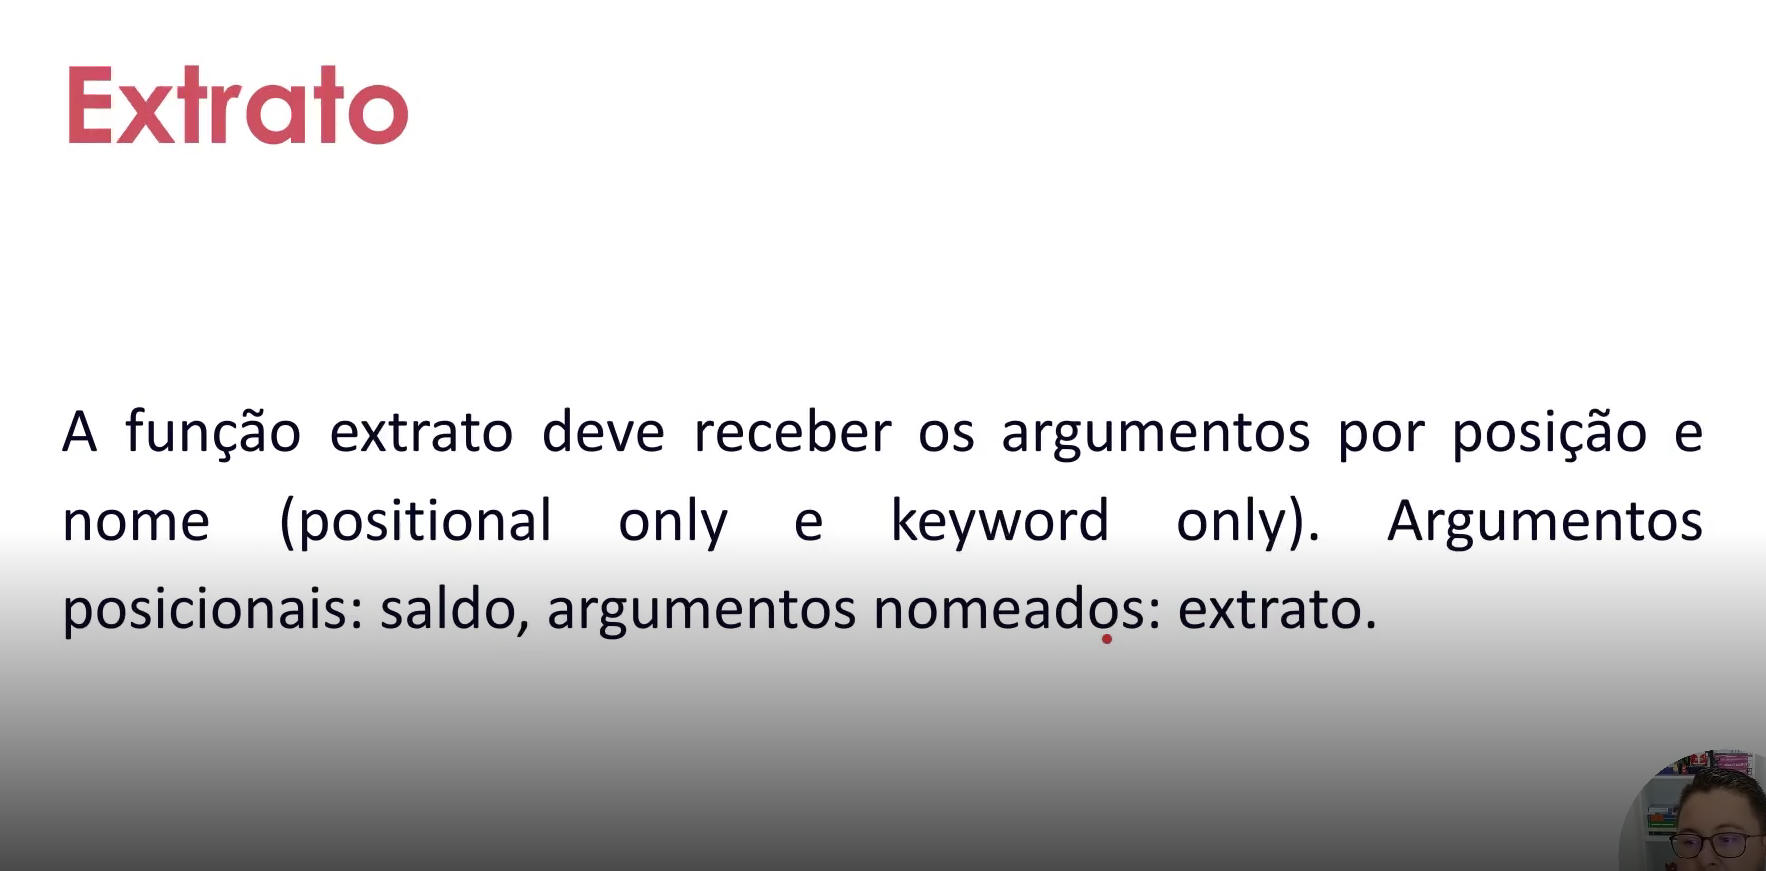 Extrato
A função extrato deve receber os argumentos por posição e
nome (positional only e keyword only). Argumentos
posicionais: saldo, argumentos nomeados: extrato.